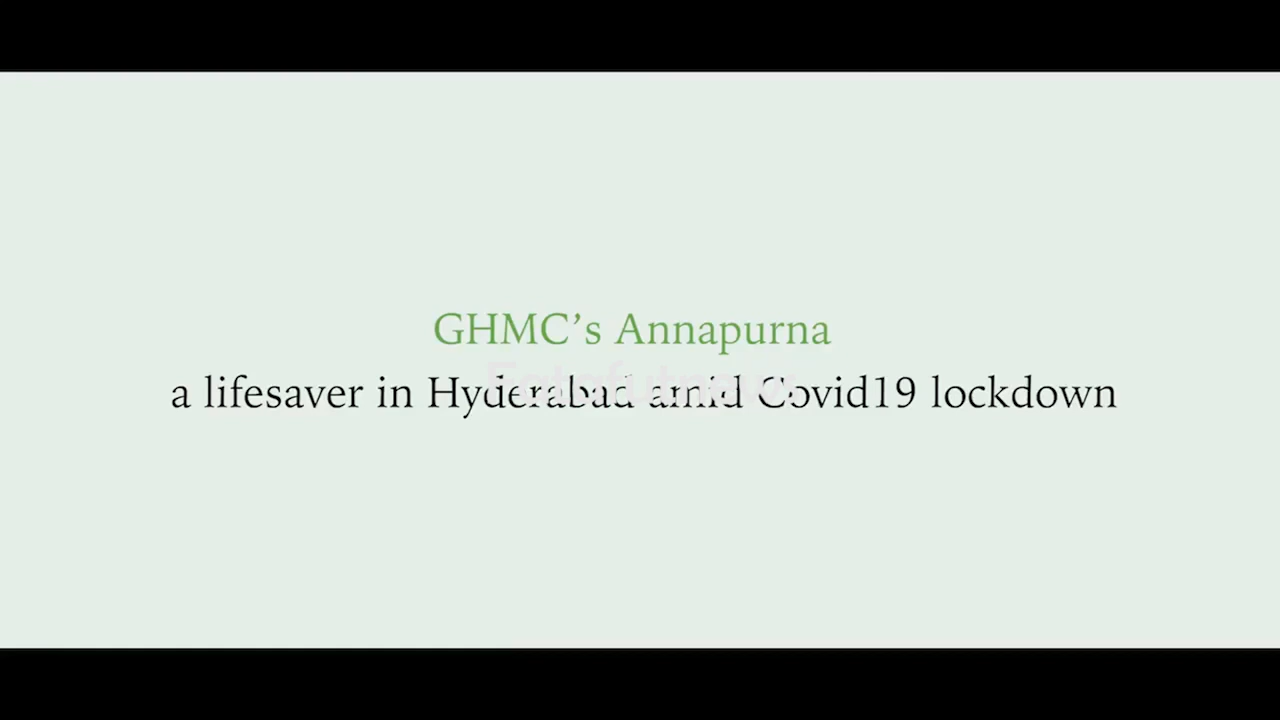 GHMC’s Annapurna
a lifesaver in Hyderabad amid Covid19 lockdown